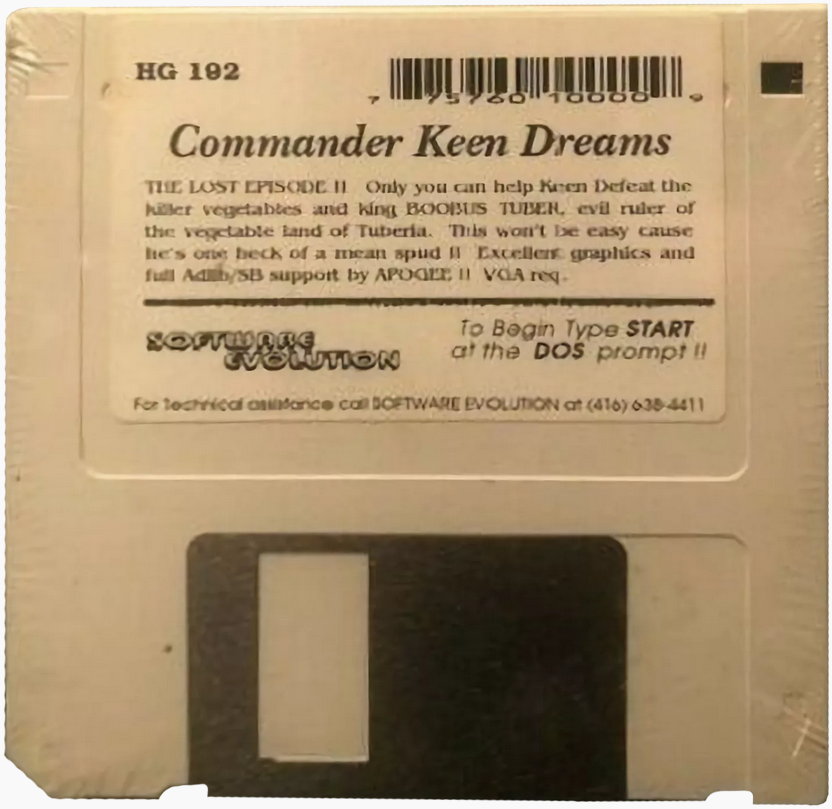 HG 192
7 75760 10000 9
Commander Keen Dreams
THE LOST EPISODE !! Only you can help Keen Defeat the
killer vegetables and king BOOBUS TUBER, evil ruler of
the vegetable land of Tuberia. This won't be easy cause
he's one heck of a mean spud !! Excellent graphics and
full Adlib/SB support by APOGEE !! VGA req.
SOFTWARE
EVOLUTION
To Begin Type START
at the DOS prompt !!
For Technical assistance call SOFTWARE EVOLUTION at (416) 638-4411